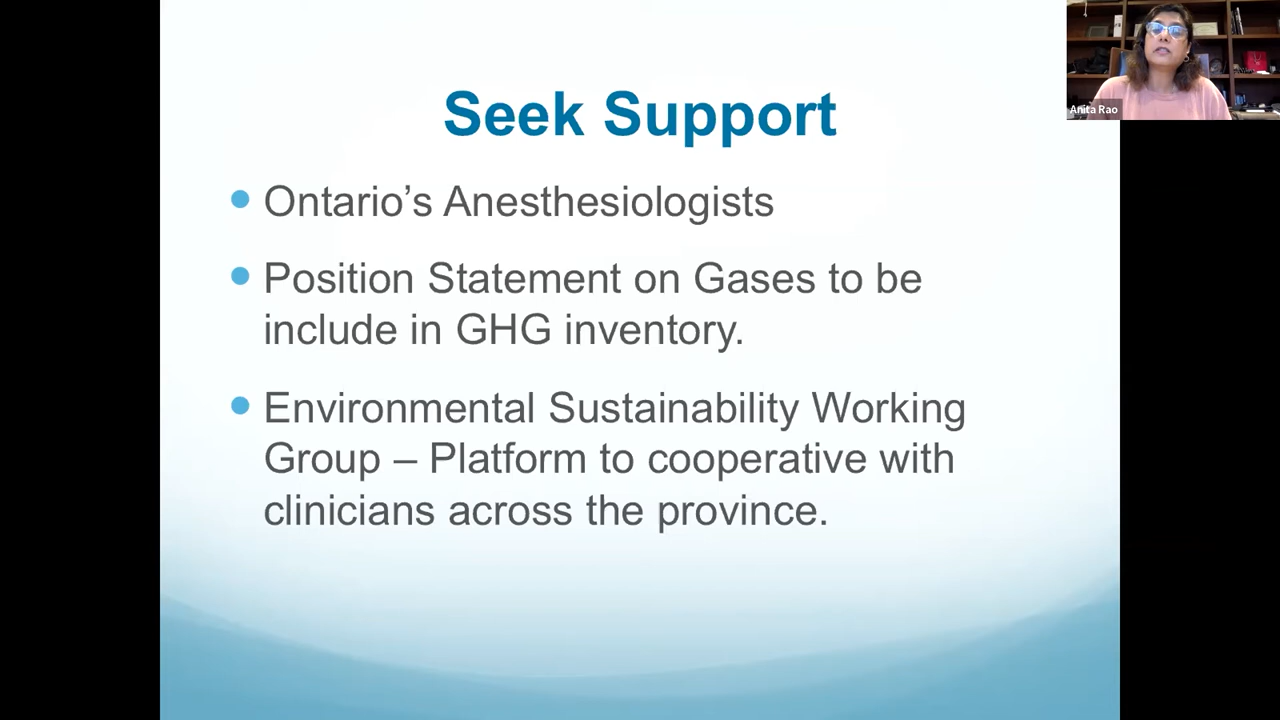 Seek Support
Anita Rao
Ontario’s Anesthesiologists
Position Statement on Gases to be
include in GHG inventory.
Environmental Sustainability Working
Group – Platform to cooperative with
clinicians across the province.